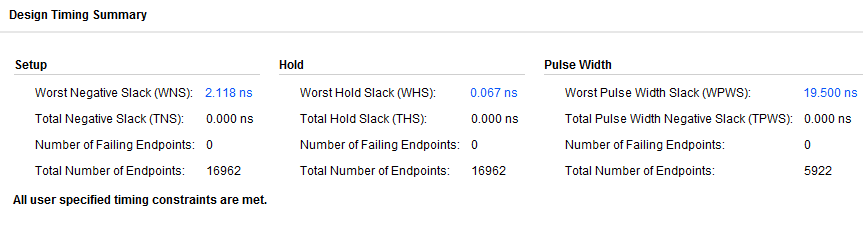 Design Timing Summary
Setup Hold Pulse Width
Worst Negative Slack (WNS): 2.118 ns Worst Hold Slack (WHS): 0.067 ns Worst Pulse Width Slack (WPWS): 19.500 ns
Total Negative Slack (TNS): 0.000 ns Total Hold Slack (THS): 0.000 ns Total Pulse Width Negative Slack (TPWS): 0.000 ns
Number of Failing Endpoints: 0 Number of Failing Endpoints: 0 Number of Failing Endpoints: 0
Total Number of Endpoints: 16962 Total Number of Endpoints: 16962 Total Number of Endpoints: 5922
All user specified timing constraints are met.